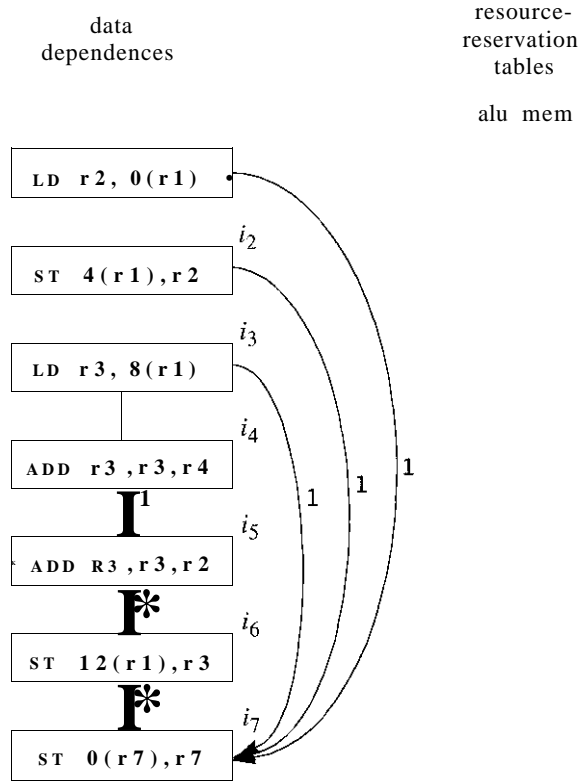 data
dependences
resource-
reservation
tables
alu mem
LD r2, 0(r1)
i2
ST 4(r1),r2
i3
LD r3, 8(r1)
i4
ADD r3,r3,r4
1
1
1
1
i5
ADD R3,r3,r2
i6
ST 12(r1),r3
i7
ST 0(r7),r7